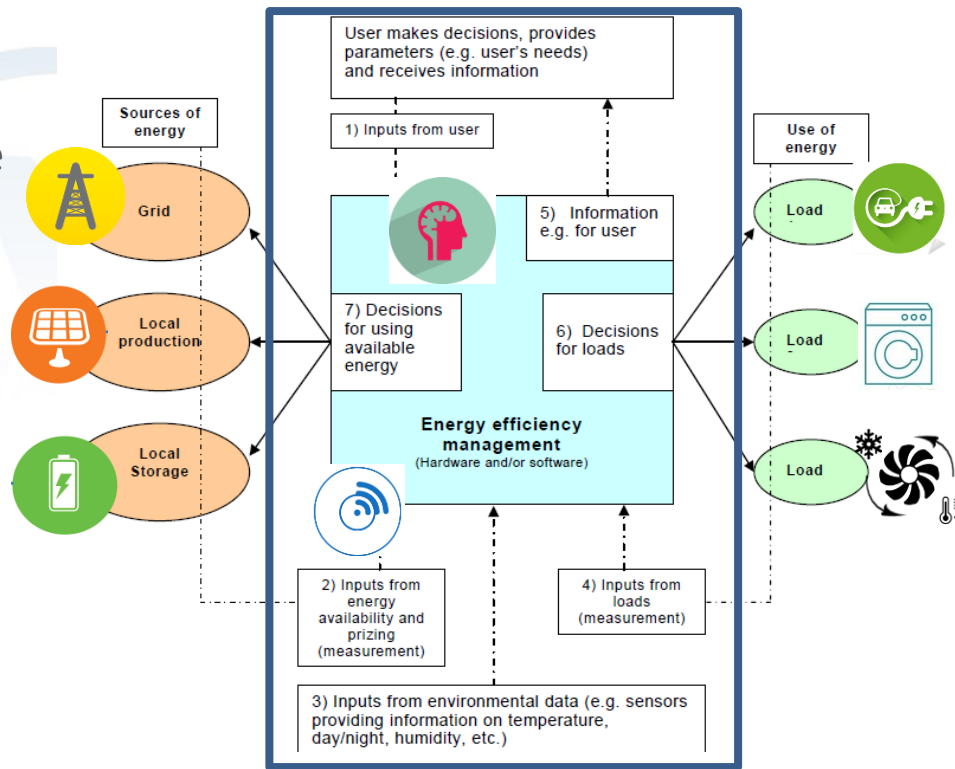 User makes decisions, provides
parameters (e.g. user's needs)
and receives information
Sources of
energy
1) Inputs from user
Use of
energy
e
Grid
5) Information
e.g. for user
Load
Local
production
7) Decisions
for using
available
energy
6) Decisions
for loads
Load
Local
Storage
Energy efficiency
management
(Hardware and/or software)
Load
2) Inputs from
energy
availability and
prizing
(measurement)
4) Inputs from
loads
(measurement)
3) Inputs from environmental data (e.g. sensors
providing information on temperature,
day/night, humidity, etc.)